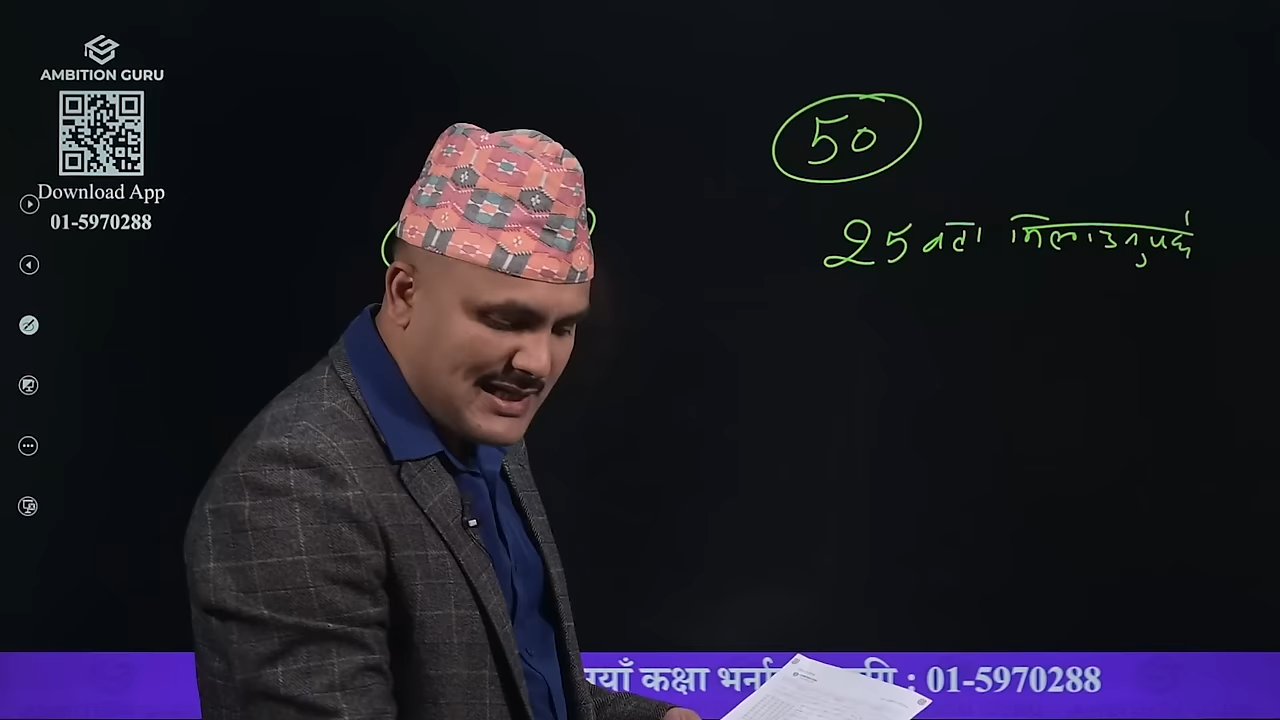 AMBITION GURU
Download App
01-5970288
50
25 वटा मिलाउनुपर्छ
याँ कक्षा भर्ना : 01-5970288